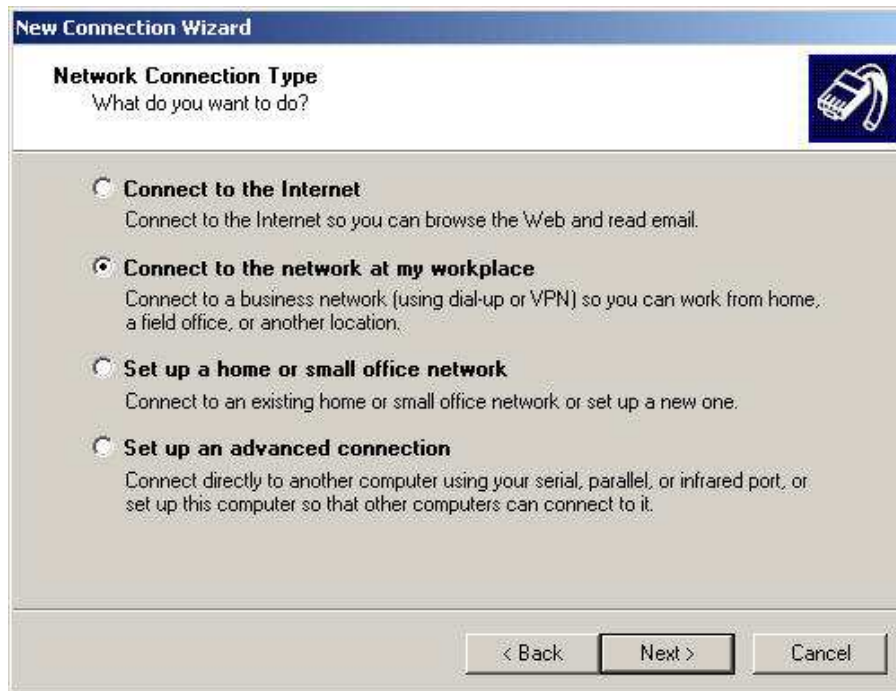 New Connection Wizard
Network Connection Type
What do you want to do?
Connect to the Internet
Connect to the Internet so you can browse the Web and read email.
Connect to the network at my workplace
Connect to a business network (using dial-up or VPN) so you can work from home,
a field office, or another location.
Set up a home or small office network
Connect to an existing home or small office network or set up a new one.
Set up an advanced connection
Connect directly to another computer using your serial, parallel, or infrared port, or
set up this computer so that other computers can connect to it.
< Back Next > Cancel